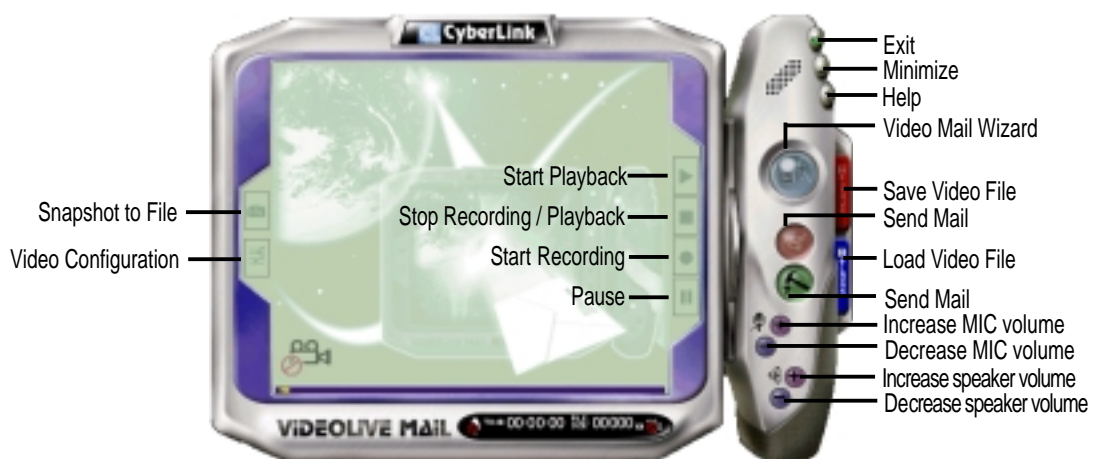 CyberLink
Exit
Minimize
Help
Video Mail Wizard
Start Playback
Save Video File
Snapshot to File
Stop Recording / Playback
Send Mail
Video Configuration
Start Recording
Load Video File
Pause
Send Mail
Increase MIC volume
Decrease MIC volume
Increase speaker volume
Decrease speaker volume
VIDEOLIVE MAIL
00:00:00
00000